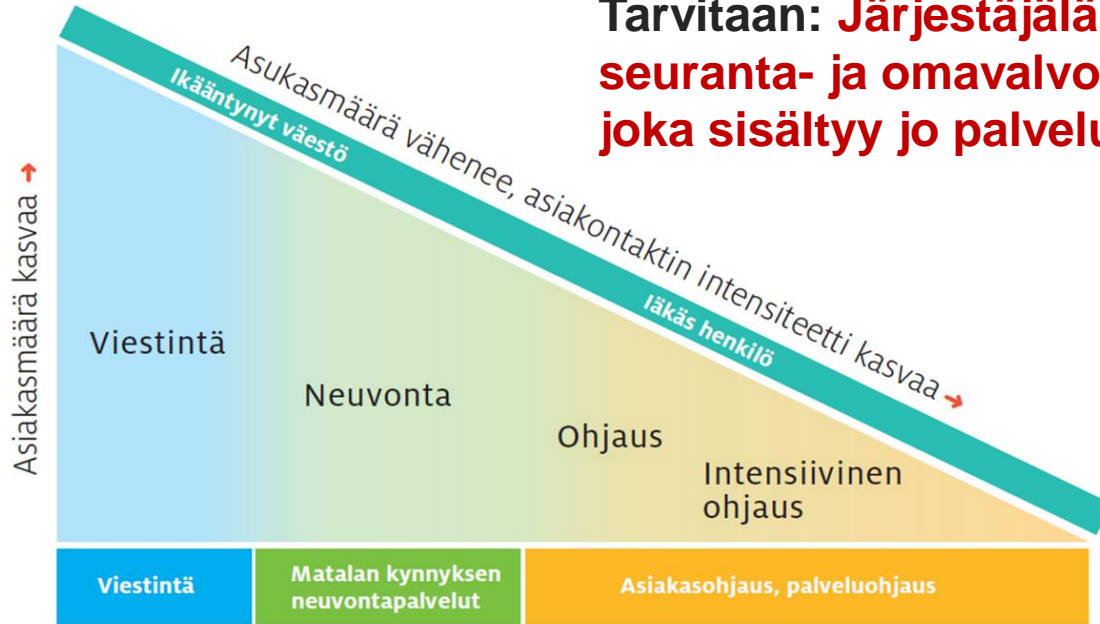 Tarvitaan: Järjestäjälä
seuranta- ja omavalvo
joka sisältyy jo palvelu
Asukasmäärä vähenee, asiakontaktin intensiteetti kasvaa →
Ikääntynyt väestö
Iäkäs henkilö
Asiakasmäärä kasvaa →
Viestintä
Neuvonta
Ohjaus
Intensiivinen
ohjaus
Viestintä
Matalan kynnyksen
neuvontapalvelut
Asiakasohjaus, palveluohjaus